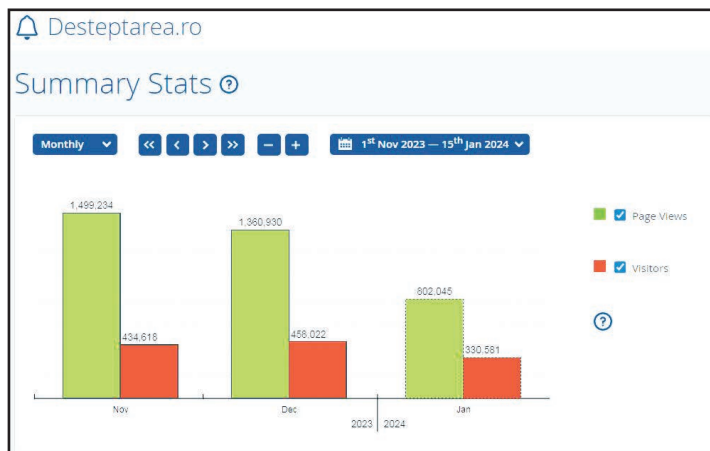 Desteptarea.ro
Summary Stats ?
Monthly
1st Nov 2023 — 15th Jan 2024
1,499,234
1,360,930
Page Views
Visitors
802,045
434,618
456,022
330,581
?
Nov
Dec
Jan
2023
2024